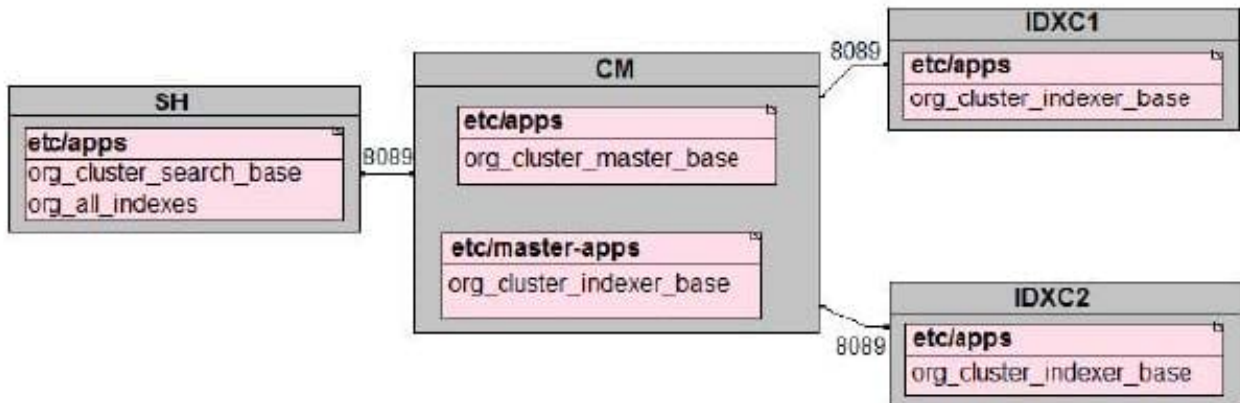 SH
etc/apps
org_cluster_search_base
org_all_indexes
8089
CM
etc/apps
org_cluster_master_base
etc/master-apps
org_cluster_indexer_base
8089
IDXC1
etc/apps
org_cluster_indexer_base
8089
IDXC2
etc/apps
org_cluster_indexer_base